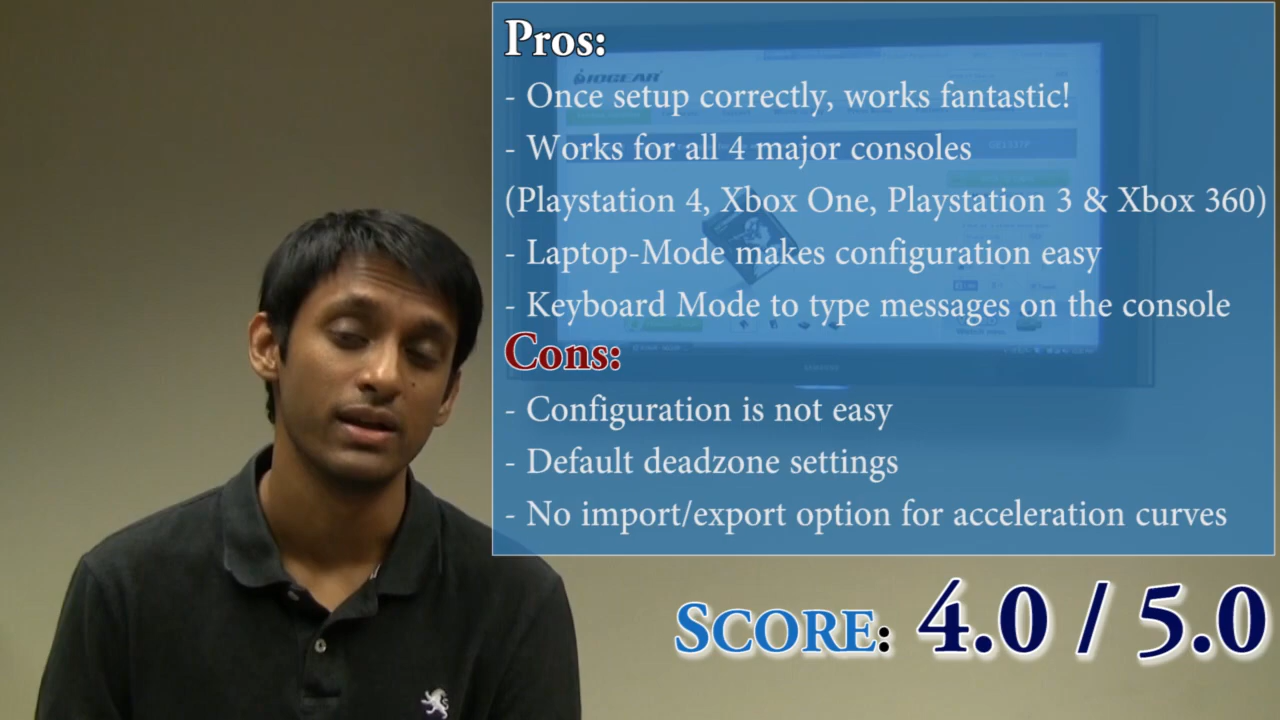 Pros:
IOGEAR
- Once setup correctly, works fantastic!
- Works for all 4 major consoles
(Playstation 4, Xbox One, Playstation 3 & Xbox 360)
- Laptop-Mode makes configuration easy
- Keyboard Mode to type messages on the console
Cons:
- Configuration is not easy
- Default deadzone settings
- No import/export option for acceleration curves
SCORE: 4.0 / 5.0